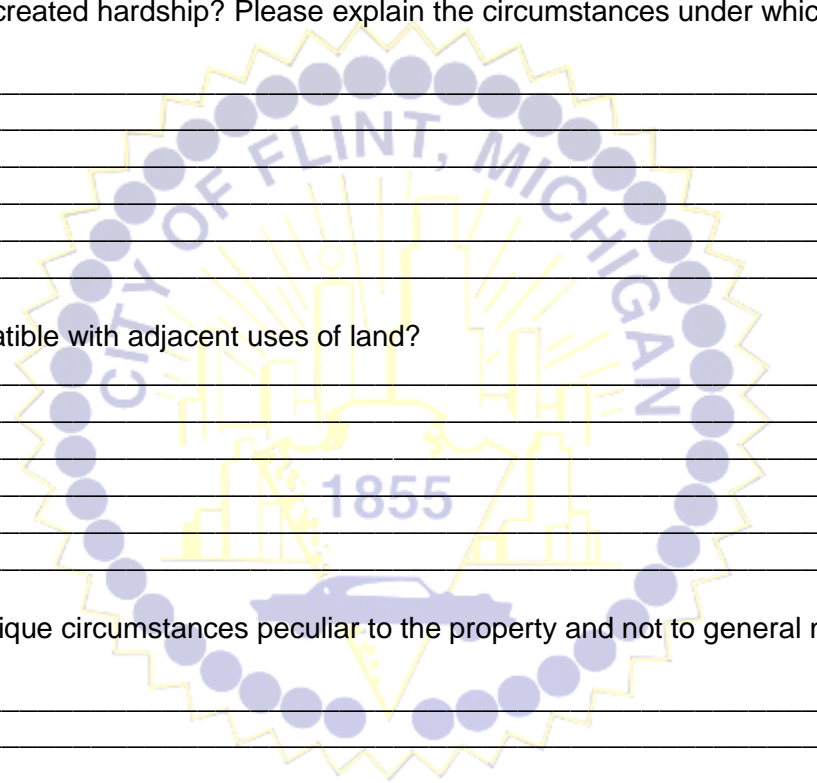 created hardship? Please explain the circumstances under whic
CITY OF FLINT, MICHIGAN
atible with adjacent uses of land?
1855
ique circumstances peculiar to the property and not to general